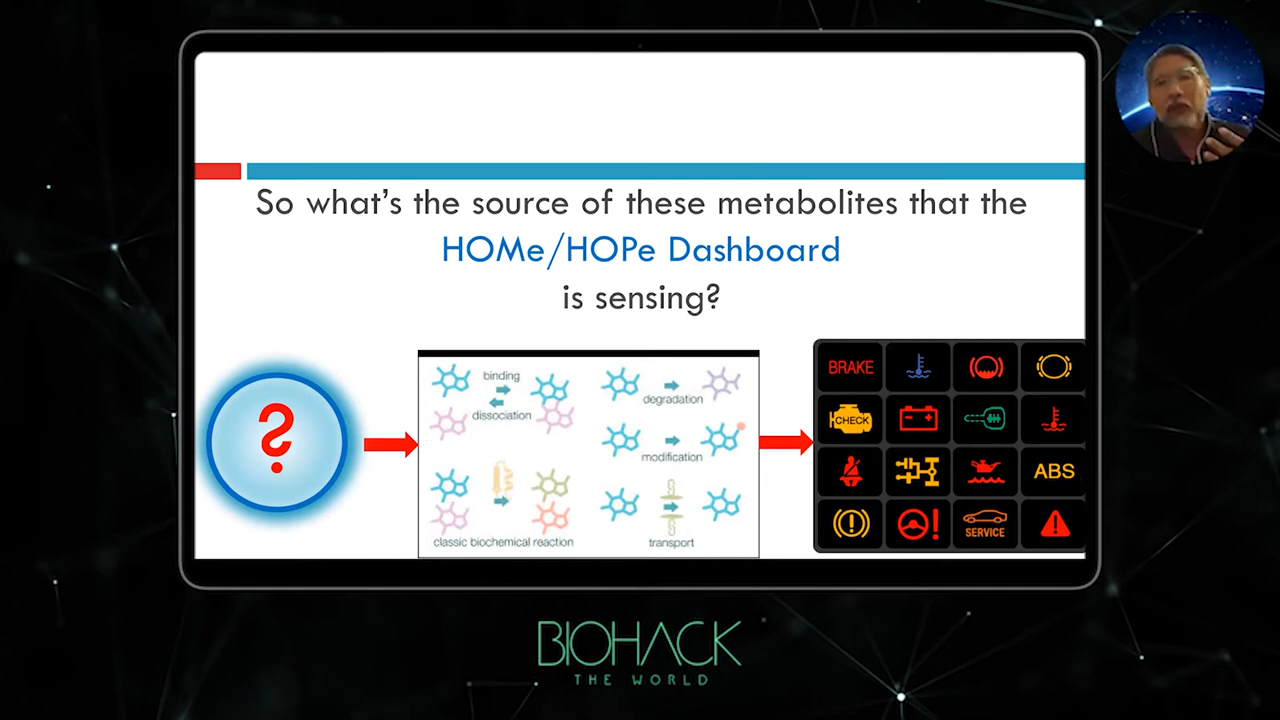 So what's the source of these metabolites that the
HOMe/HOPe Dashboard
is sensing?
?
binding
dissociation
degradation
modification
classic biochemical reaction
transport
BRAKE
CHECK
ABS
SERVICE
BIOHACK
THE WORLD